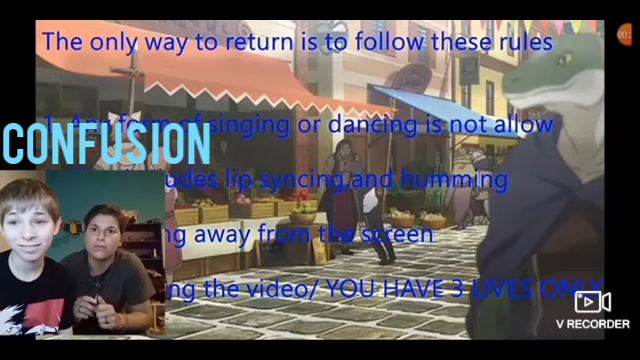 The only way to return is to follow these rules
1. Any form of singing or dancing is not allow
CONFUSION
udes lip syncing,and humming
ng away from the screen
ng the video/ YOU HAVE 3 LIVES ONLY
V RECORDER